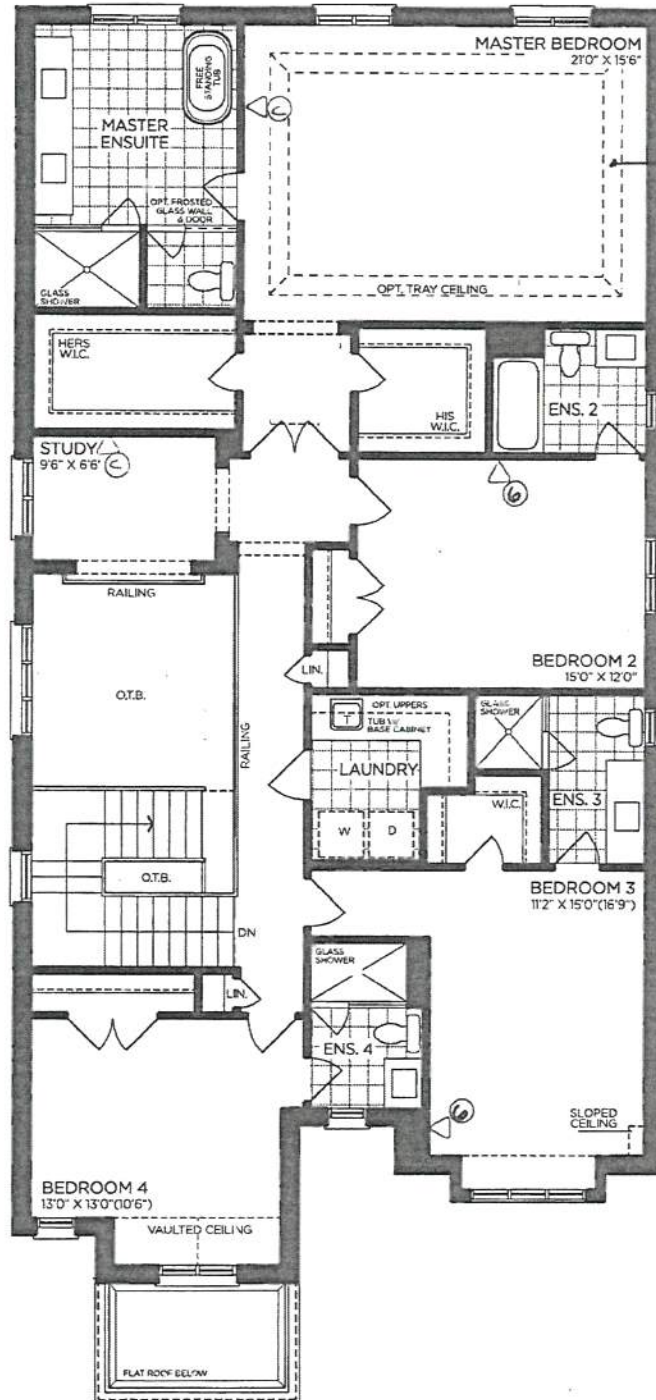 MASTER BEDROOM
21'0" X 15'6"
FREE
STANDING
TUB
C
MASTER
ENSUITE
OPT. FROSTED
GLASS WALL
& DOOR
GLASS
SHOWER
OPT. TRAY CEILING
HERS
W.I.C.
HIS
W.I.C.
ENS. 2
STUDY
9'6" X 6'6"
C
6
RAILING
BEDROOM 2
15'0" X 12'0"
LIN.
O.T.B.
RAILING
OPT. UPPERS
T
TUB W/
BASE CABINET
GLASS
SHOWER
LAUNDRY
W.I.C.
ENS. 3
W
D
O.T.B.
BEDROOM 3
11'2" X 15'0"(16'9")
DN
GLASS
SHOWER
LIN.
ENS. 4
6
SLOPED
CEILING
BEDROOM 4
13'0" X 13'0"(10'6")
VAULTED CEILING
FLAT ROOF BELOW